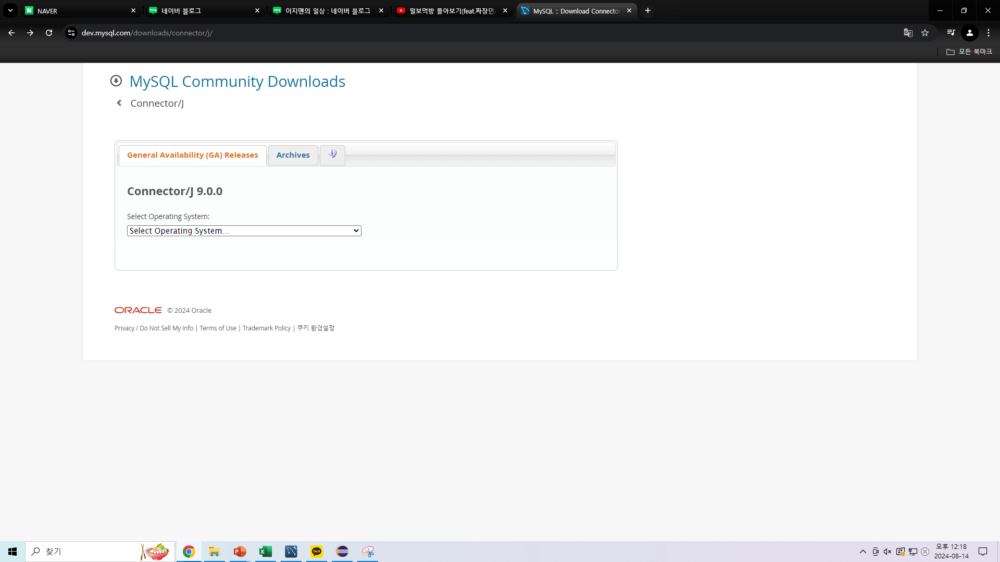 NAVER
네이버 블로그
이지맨의 일상 : 네이버 블로그
털보먹방 몰아보기(feat.짜장면
MySQL :: Download Connector
dev.mysql.com/downloads/connector/j/
모든 북마크
MySQL Community Downloads
Connector/J
General Availability (GA) Releases
Archives
Connector/J 9.0.0
Select Operating System:
Select Operating System...
ORACLE © 2024 Oracle
Privacy / Do Not Sell My Info | Terms of Use | Trademark Policy | 쿠키 환경설정
찾기
오후 12:18
2024-08-14